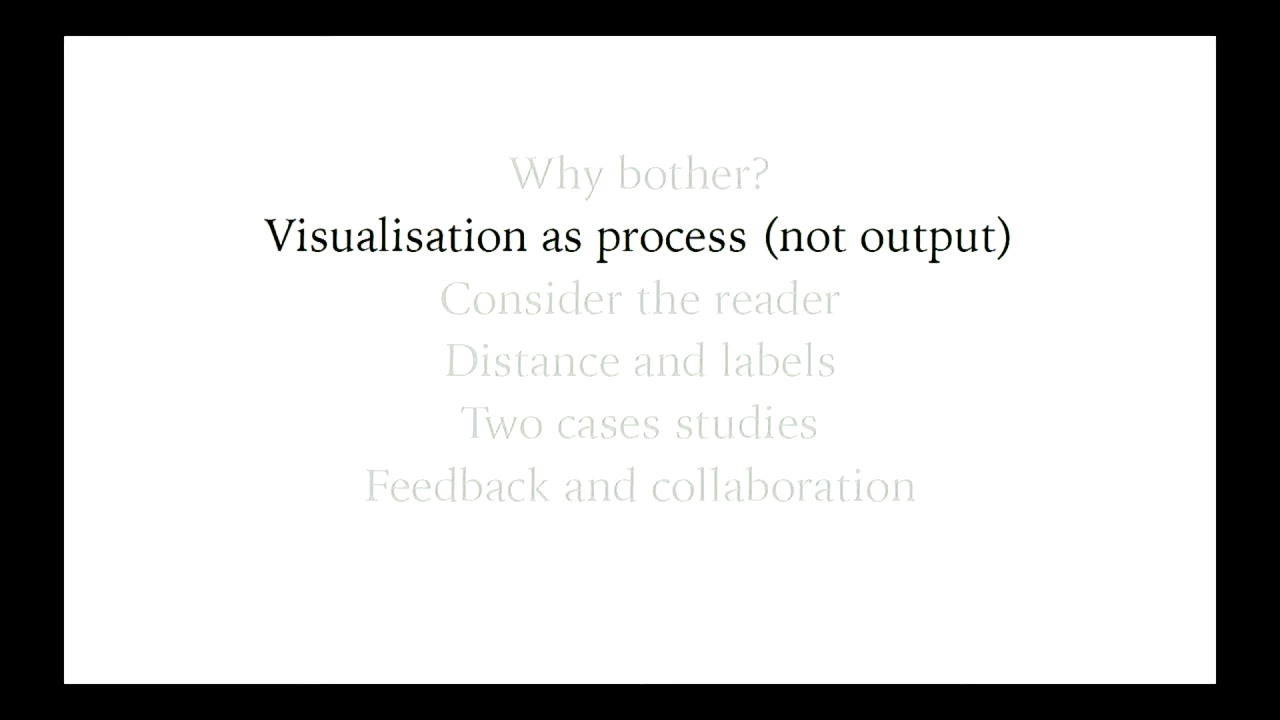 Why bother?
Visualisation as process (not output)
Consider the reader
Distance and labels
Two cases studies
Feedback and collaboration